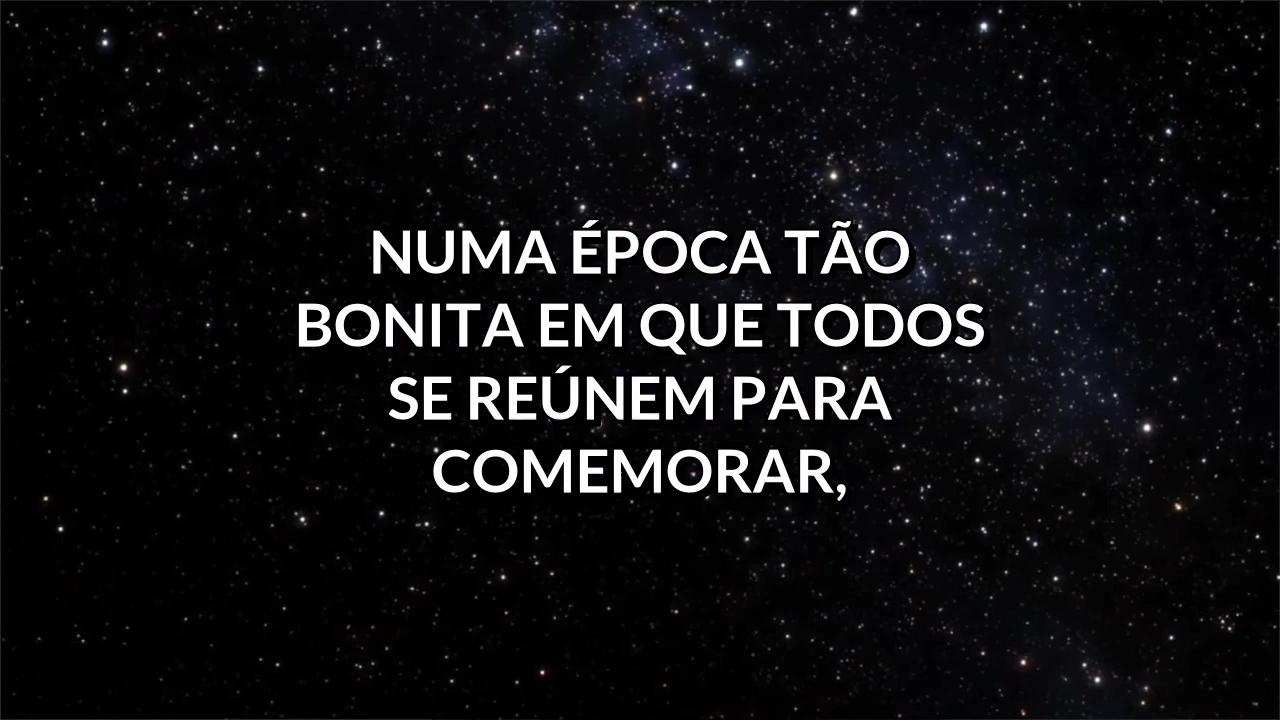 NUMA ÉPOCA TÃO
BONITA EM QUE TODOS
SE REÚNEM PARA
COMEMORAR,